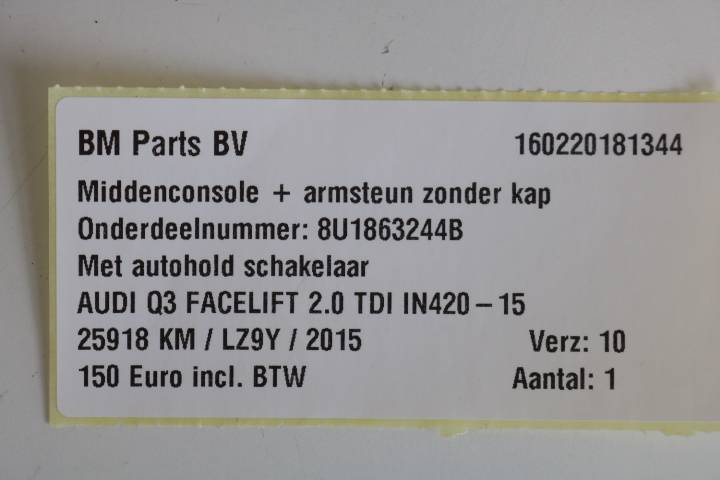 BM Parts BV 160220181344
Middenconsole + armsteun zonder kap
Onderdeelnummer: 8U1863244B
Met autohold schakelaar
AUDI Q3 FACELIFT 2.0 TDI IN420-15
25918 KM / LZ9Y / 2015 Verz: 10
150 Euro incl. BTW Aantal: 1